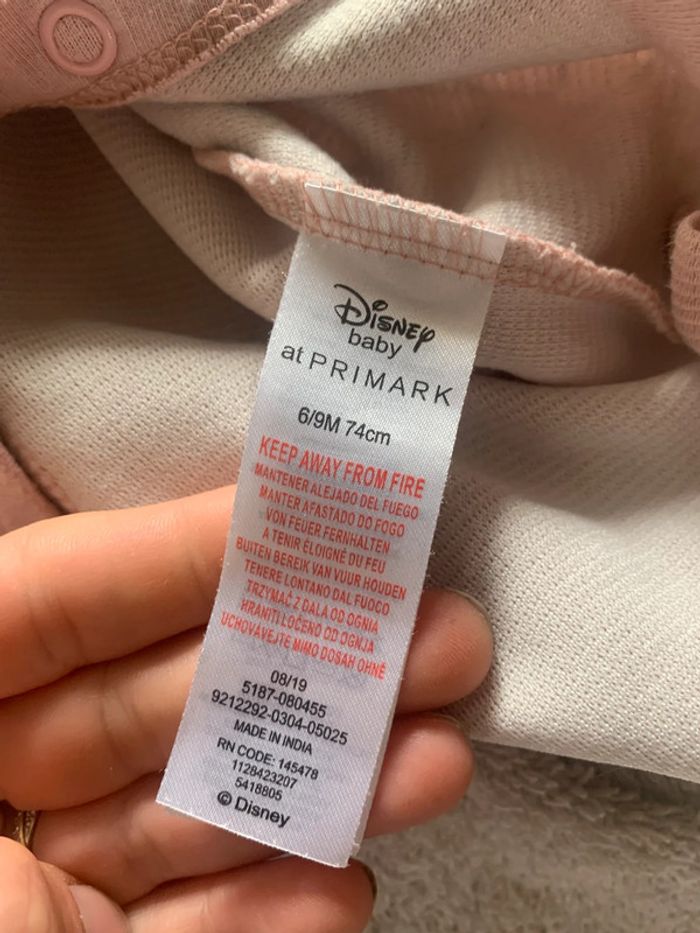 Disney
baby
at PRIMARK
6/9M 74cm
KEEP AWAY FROM FIRE
MANTENER ALEJADO DEL FUEGO
MANTER AFASTADO DO FOGO
VON FEUER FERNHALTEN
A TENIR ÉLOIGNÉ DU FEU
BUITEN BEREIK VAN VUUR HOUDEN
TENERE LONTANO DAL FUOCO
TRZYMAĆ Z DALA OD OGNIA
HRANITI LOČENO OD OGNJA
UCHOVÁVEJTE MIMO DOSAH OHNĚ
08/19
5187-080455
9212292-0304-05025
MADE IN INDIA
RN CODE: 145478
1128423207
5418805
© Disney